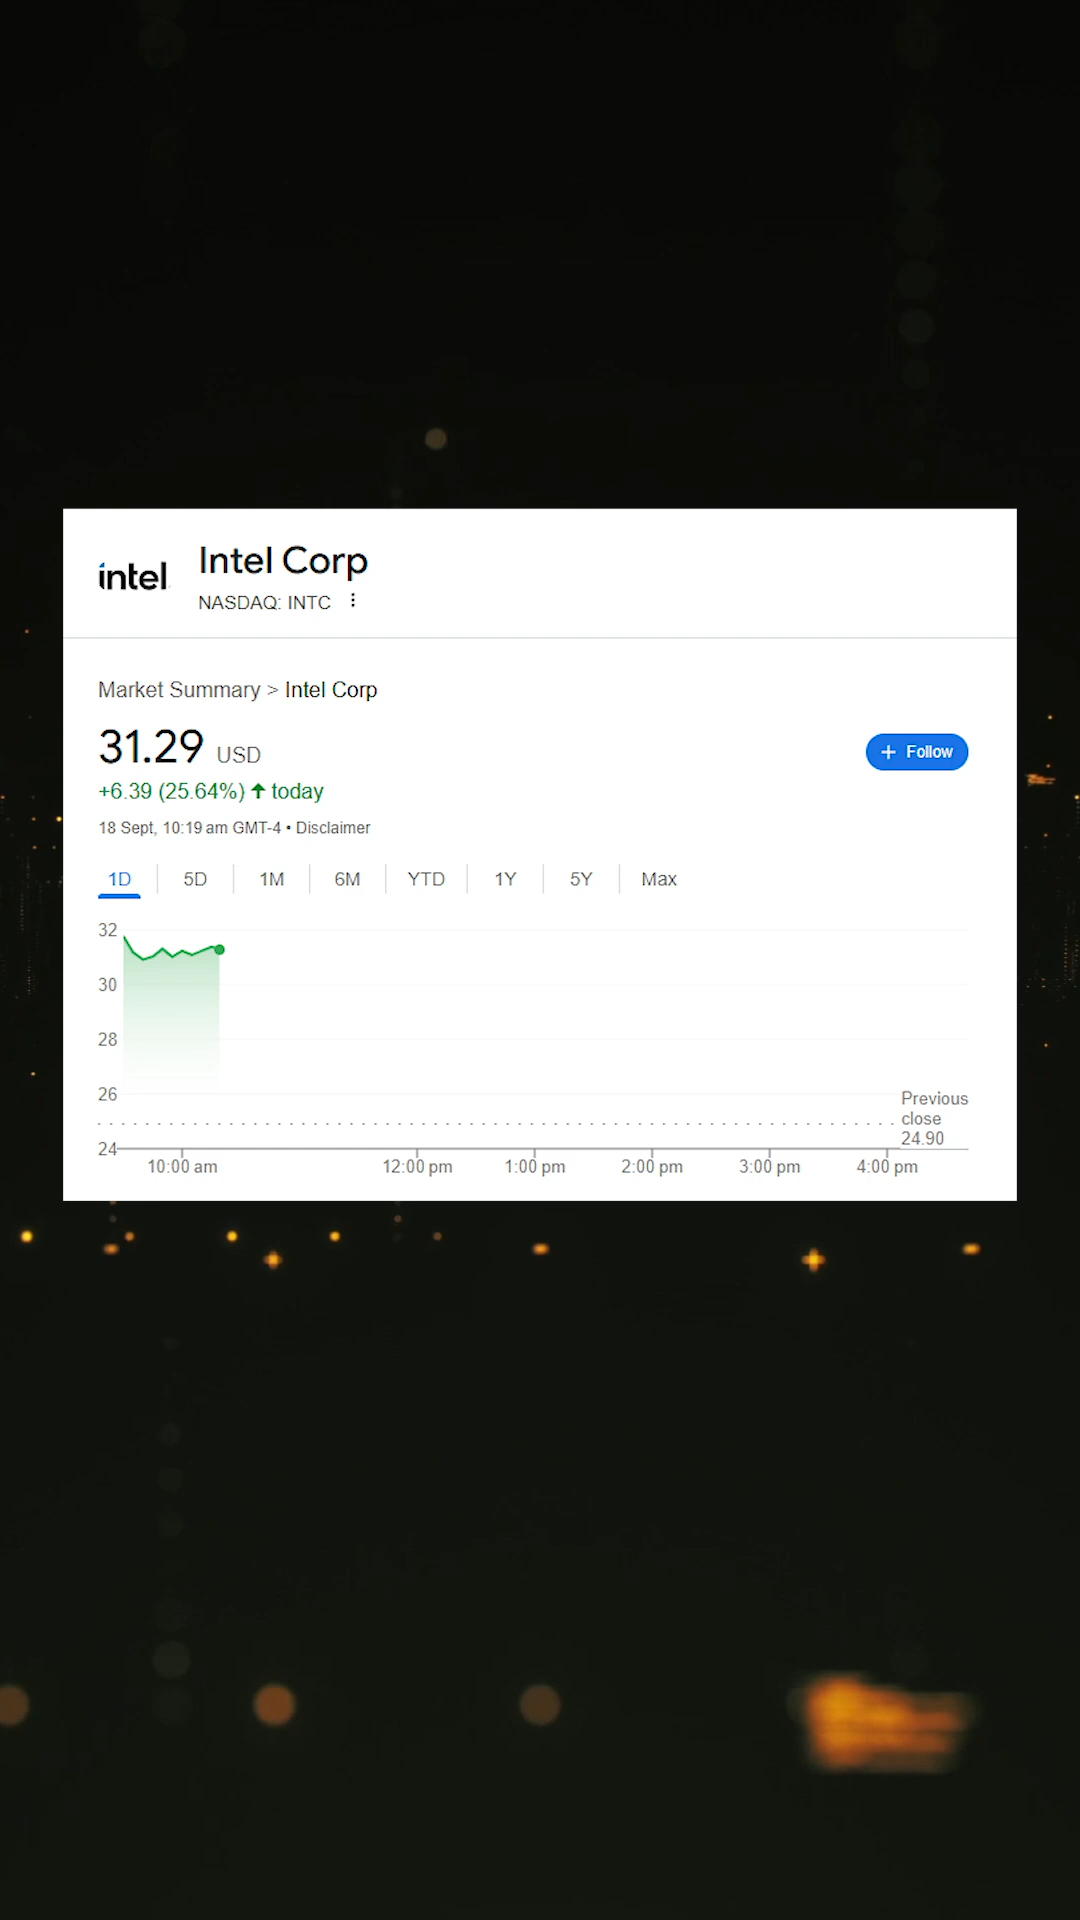 intel
Intel Corp
NASDAQ: INTC
Market Summary > Intel Corp
31.29 USD
+ Follow
+6.39 (25.64%) ↑ today
18 Sept, 10:19 am GMT-4 • Disclaimer
1D 5D 1M 6M YTD 1Y 5Y Max
32
30
28
26
Previous
close
24.90
24
10:00 am 12:00 pm 1:00 pm 2:00 pm 3:00 pm 4:00 pm